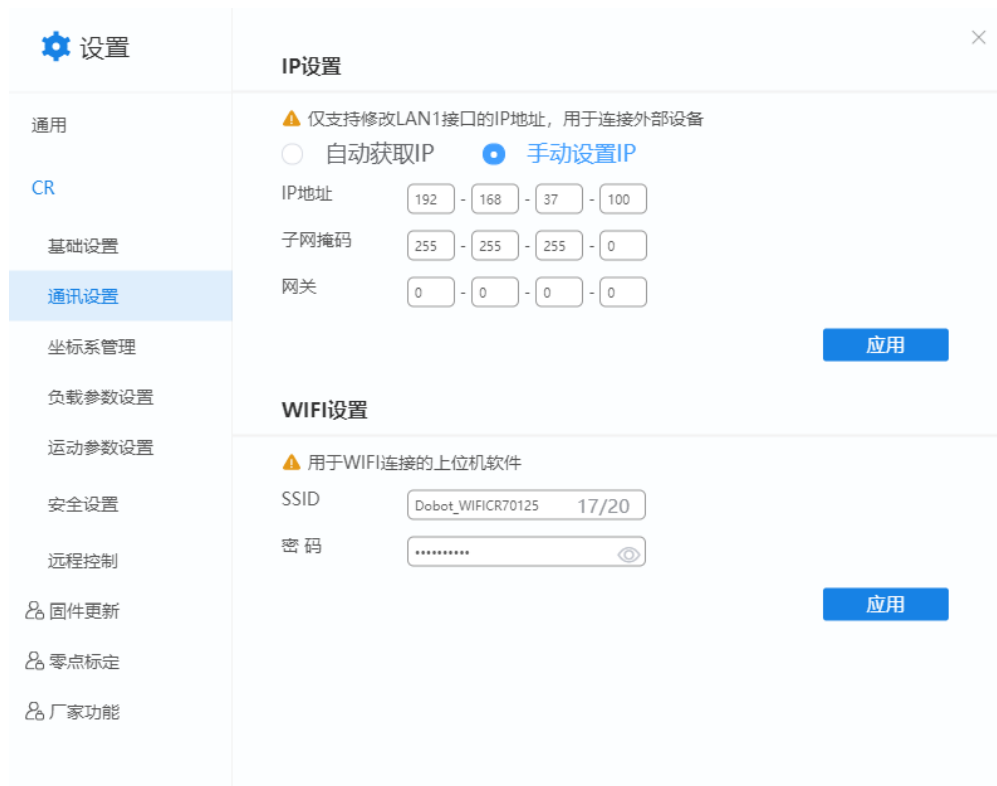 设置
通用
CR
基础设置
通讯设置
坐标系管理
负载参数设置
运动参数设置
安全设置
远程控制
固件更新
零点标定
厂家功能
IP设置
仅支持修改LAN1接口的IP地址，用于连接外部设备
自动获取IP 手动设置IP
IP地址 192 - 168 - 37 - 100
子网掩码 255 - 255 - 255 - 0
网关 0 - 0 - 0 - 0
应用
WIFI设置
用于WIFI连接的上位机软件
SSID Dobot_WIFICR70125 17/20
密 码 ••••••••••
应用